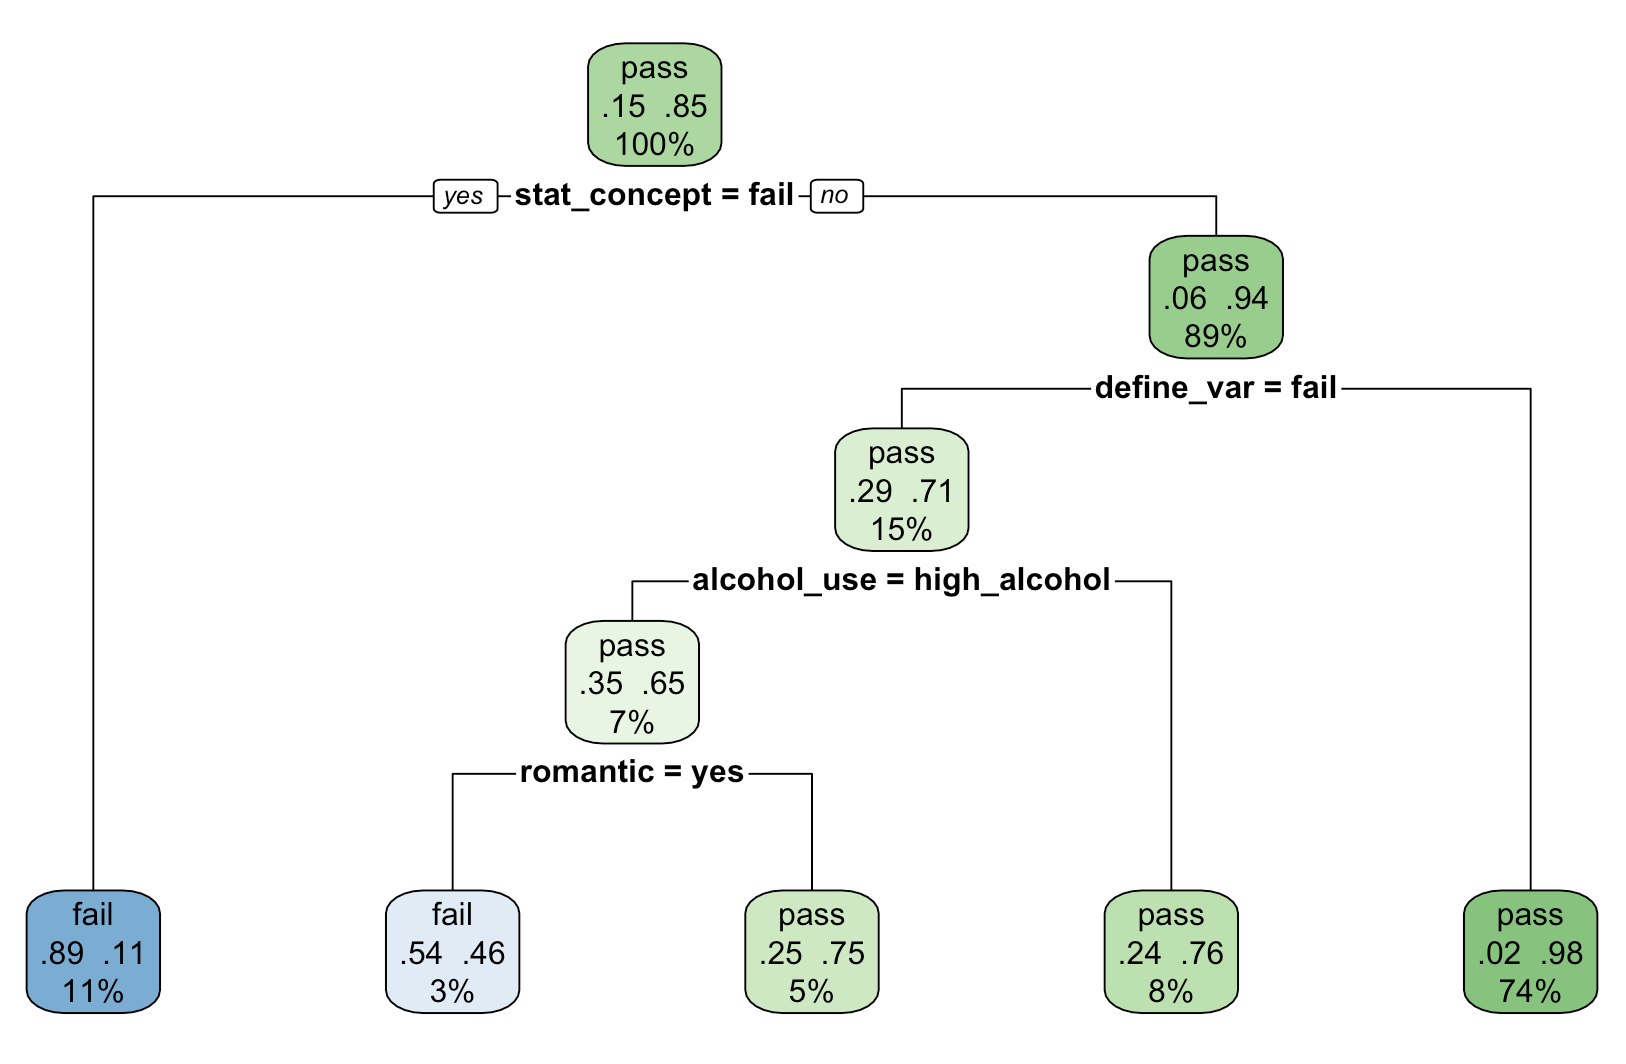 pass
.15 .85
100%
yes stat_concept = fail no
pass
.06 .94
89%
define_var = fail
pass
.29 .71
15%
alcohol_use = high_alcohol
pass
.35 .65
7%
romantic = yes
fail
.89 .11
11%
fail
.54 .46
3%
pass
.25 .75
5%
pass
.24 .76
8%
pass
.02 .98
74%